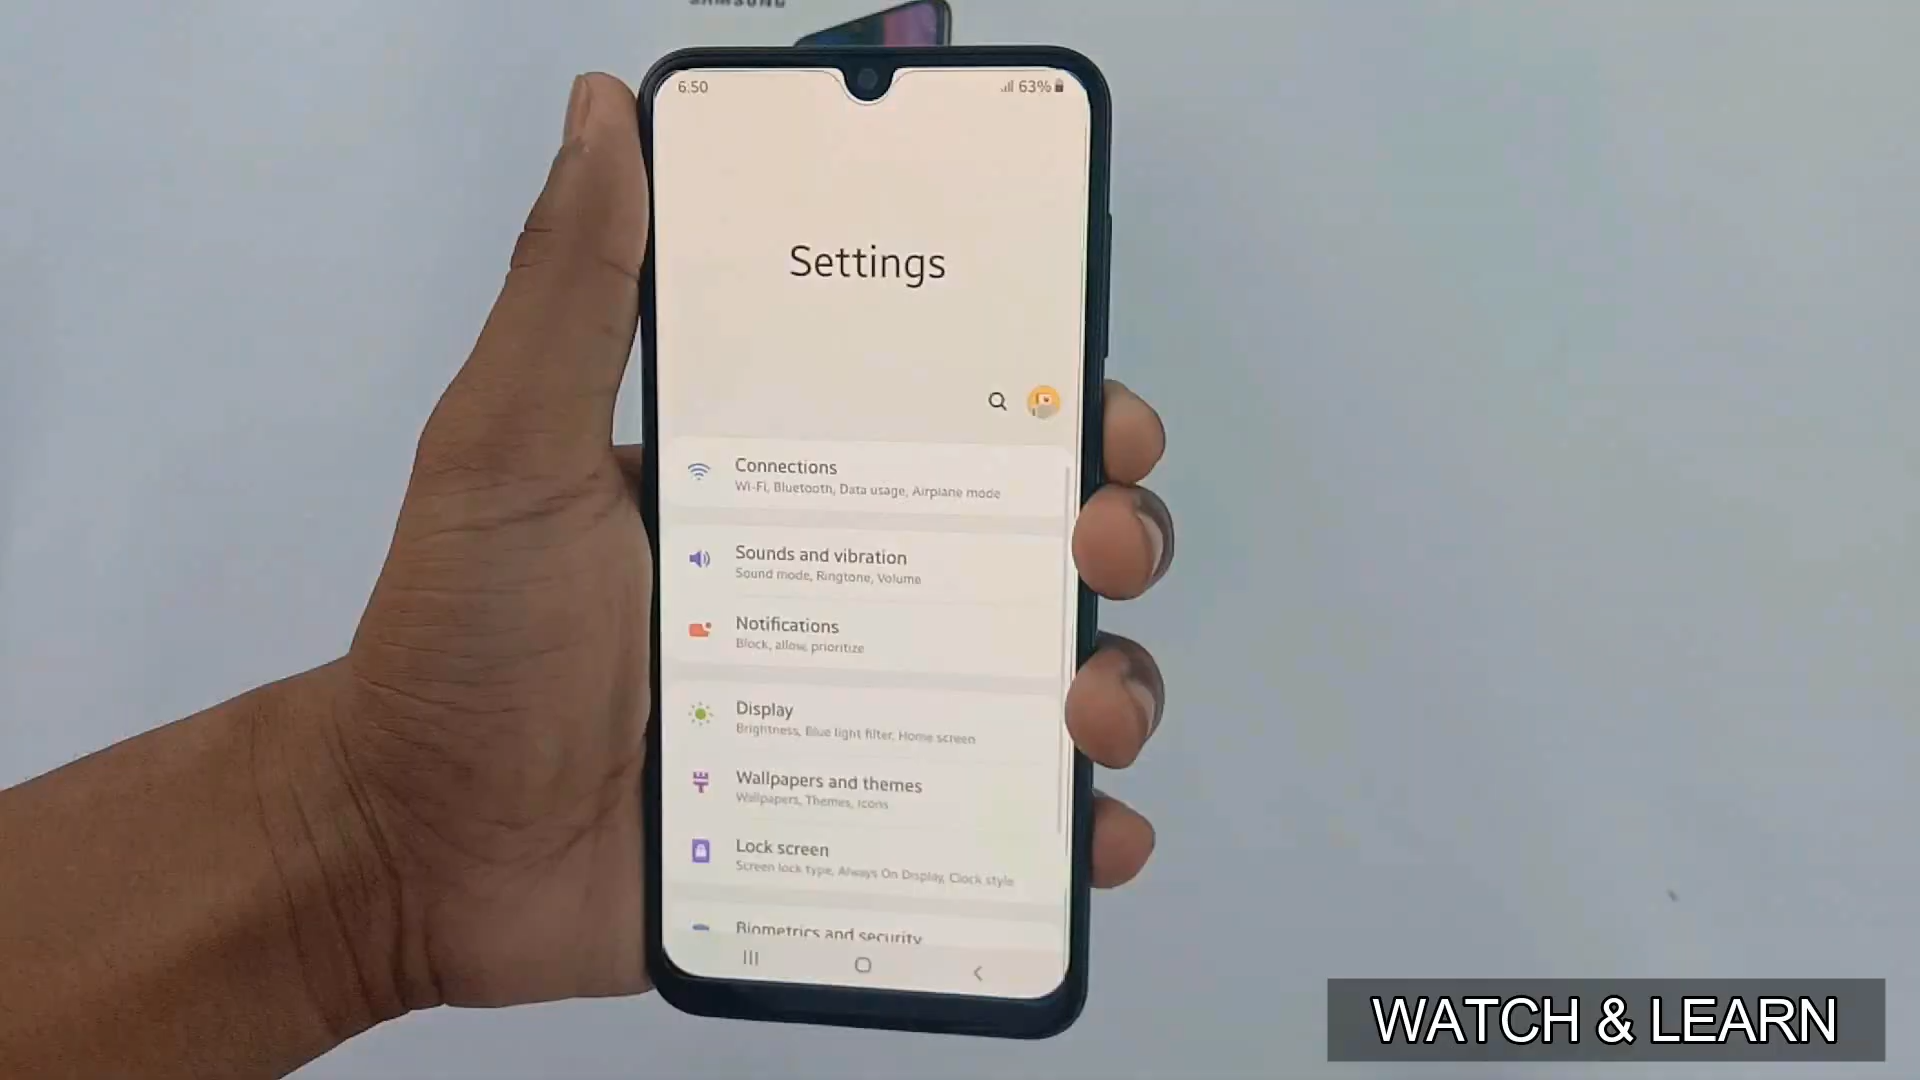 SAMSUNG
6:50
63%
Settings
Connections
Wi-Fi, Bluetooth, Data usage, Airplane mode
Sounds and vibration
Sound mode, Ringtone, Volume
Notifications
Block, allow, prioritize
Display
Brightness, Blue light filter, Home screen
Wallpapers and themes
Wallpapers, Themes, Icons
Lock screen
Screen lock type, Always On Display, Clock style
Biometrics and security
WATCH & LEARN